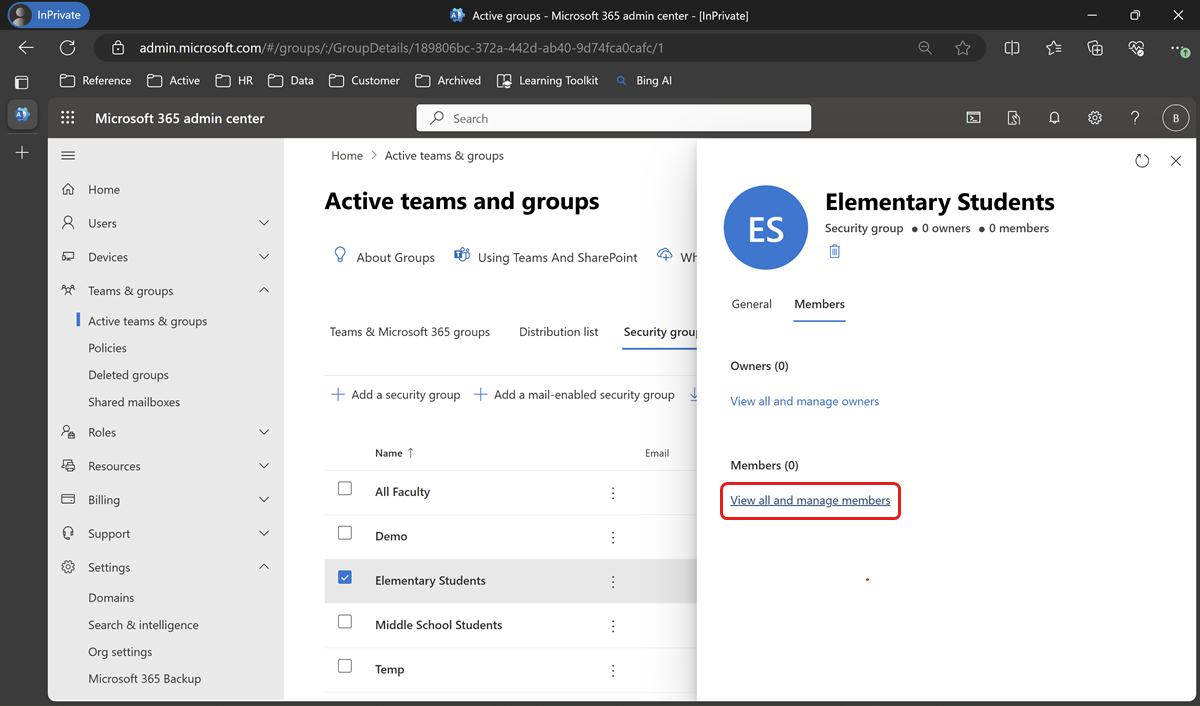 InPrivate
Active groups - Microsoft 365 admin center - [InPrivate]
admin.microsoft.com/#/groups/:/GroupDetails/189806bc-372a-442d-ab40-9d74fca0cafc/1
Reference
Active
HR
Data
Customer
Archived
Learning Toolkit
Bing AI
Microsoft 365 admin center
Search
B
Home
Users
Devices
Teams & groups
Active teams & groups
Policies
Deleted groups
Shared mailboxes
Roles
Resources
Billing
Support
Settings
Domains
Search & intelligence
Org settings
Microsoft 365 Backup
Home > Active teams & groups
Active teams and groups
About Groups
Using Teams And SharePoint
Wh
Teams & Microsoft 365 groups
Distribution list
Security group
Add a security group
Add a mail-enabled security group
Name ↑
Email
All Faculty
Demo
Elementary Students
Middle School Students
Temp
ES
Elementary Students
Security group ● 0 owners ● 0 members
General
Members
Owners (0)
View all and manage owners
Members (0)
View all and manage members